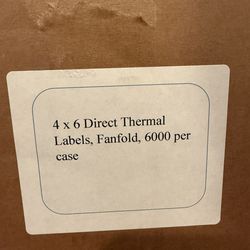 4 x 6 Direct Thermal
Labels, Fanfold, 6000 per
case